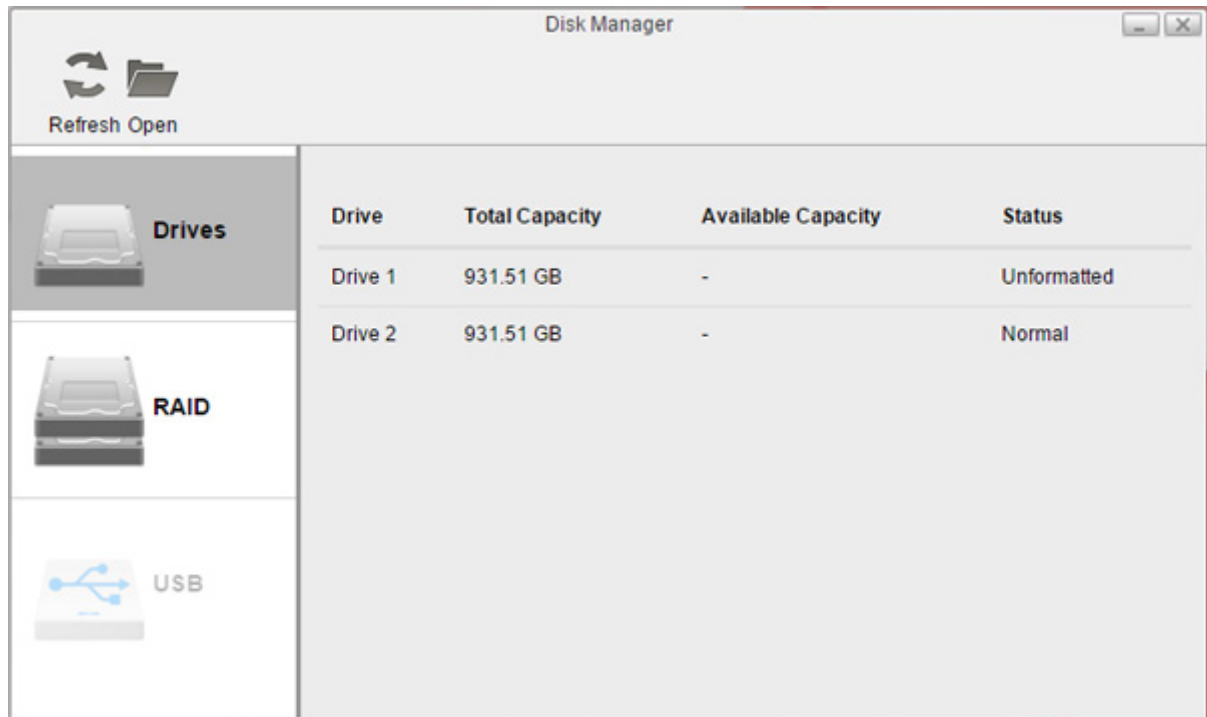 Disk Manager
Refresh Open
Drives
Drive Total Capacity Available Capacity Status
Drive 1 931.51 GB - Unformatted
Drive 2 931.51 GB - Normal
RAID
USB